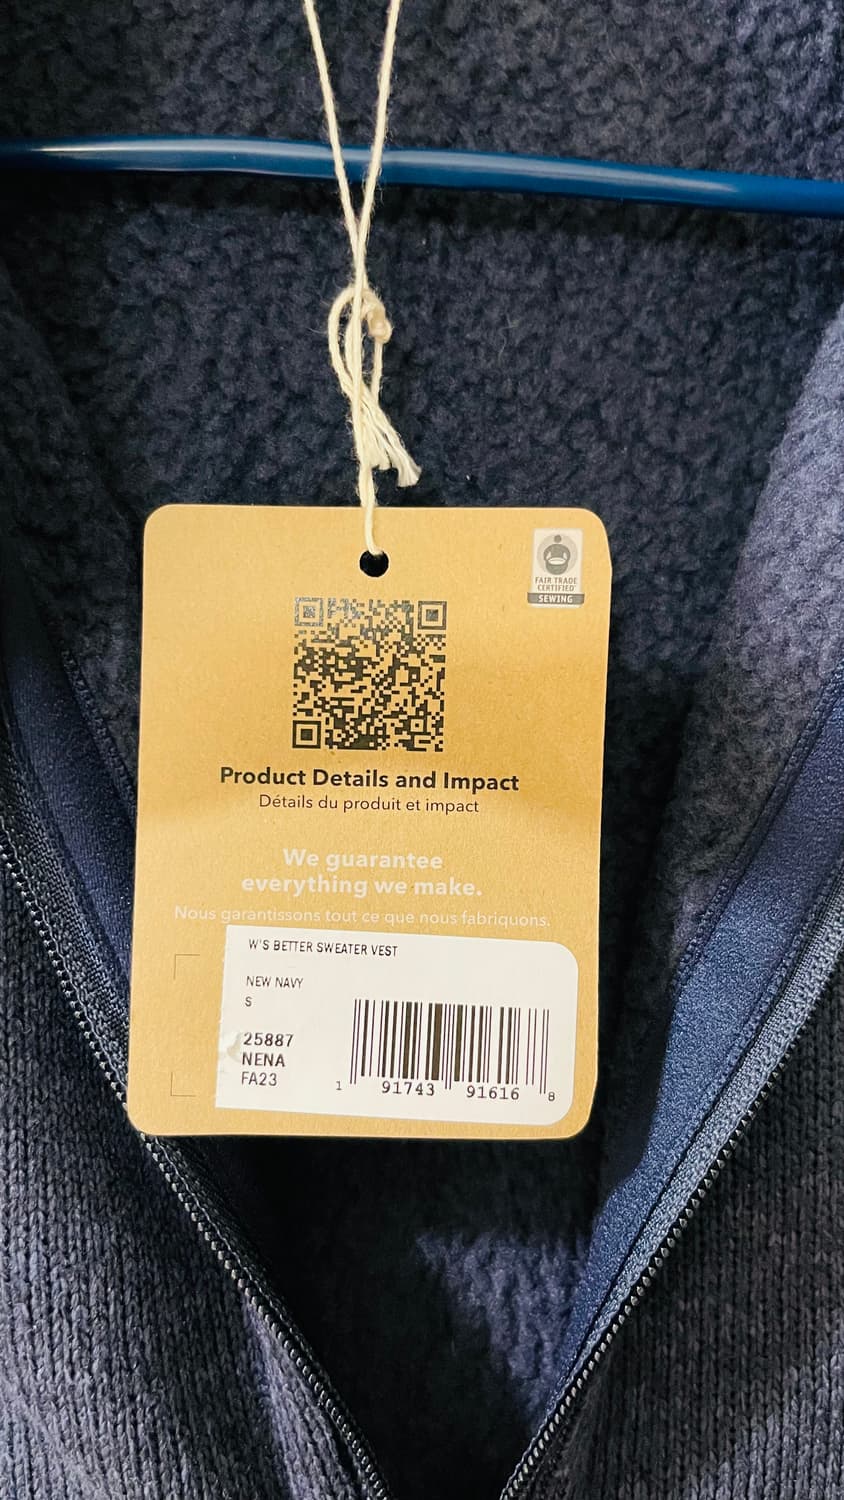 FAIR TRADE
CERTIFIED
SEWING
Product Details and Impact
Détails du produit et impact
We guarantee
everything we make.
Nous garantissons tout ce que nous fabriquons.
W'S BETTER SWEATER VEST
NEW NAVY
S
25887
NENA
FA23
1 91743 91616 8